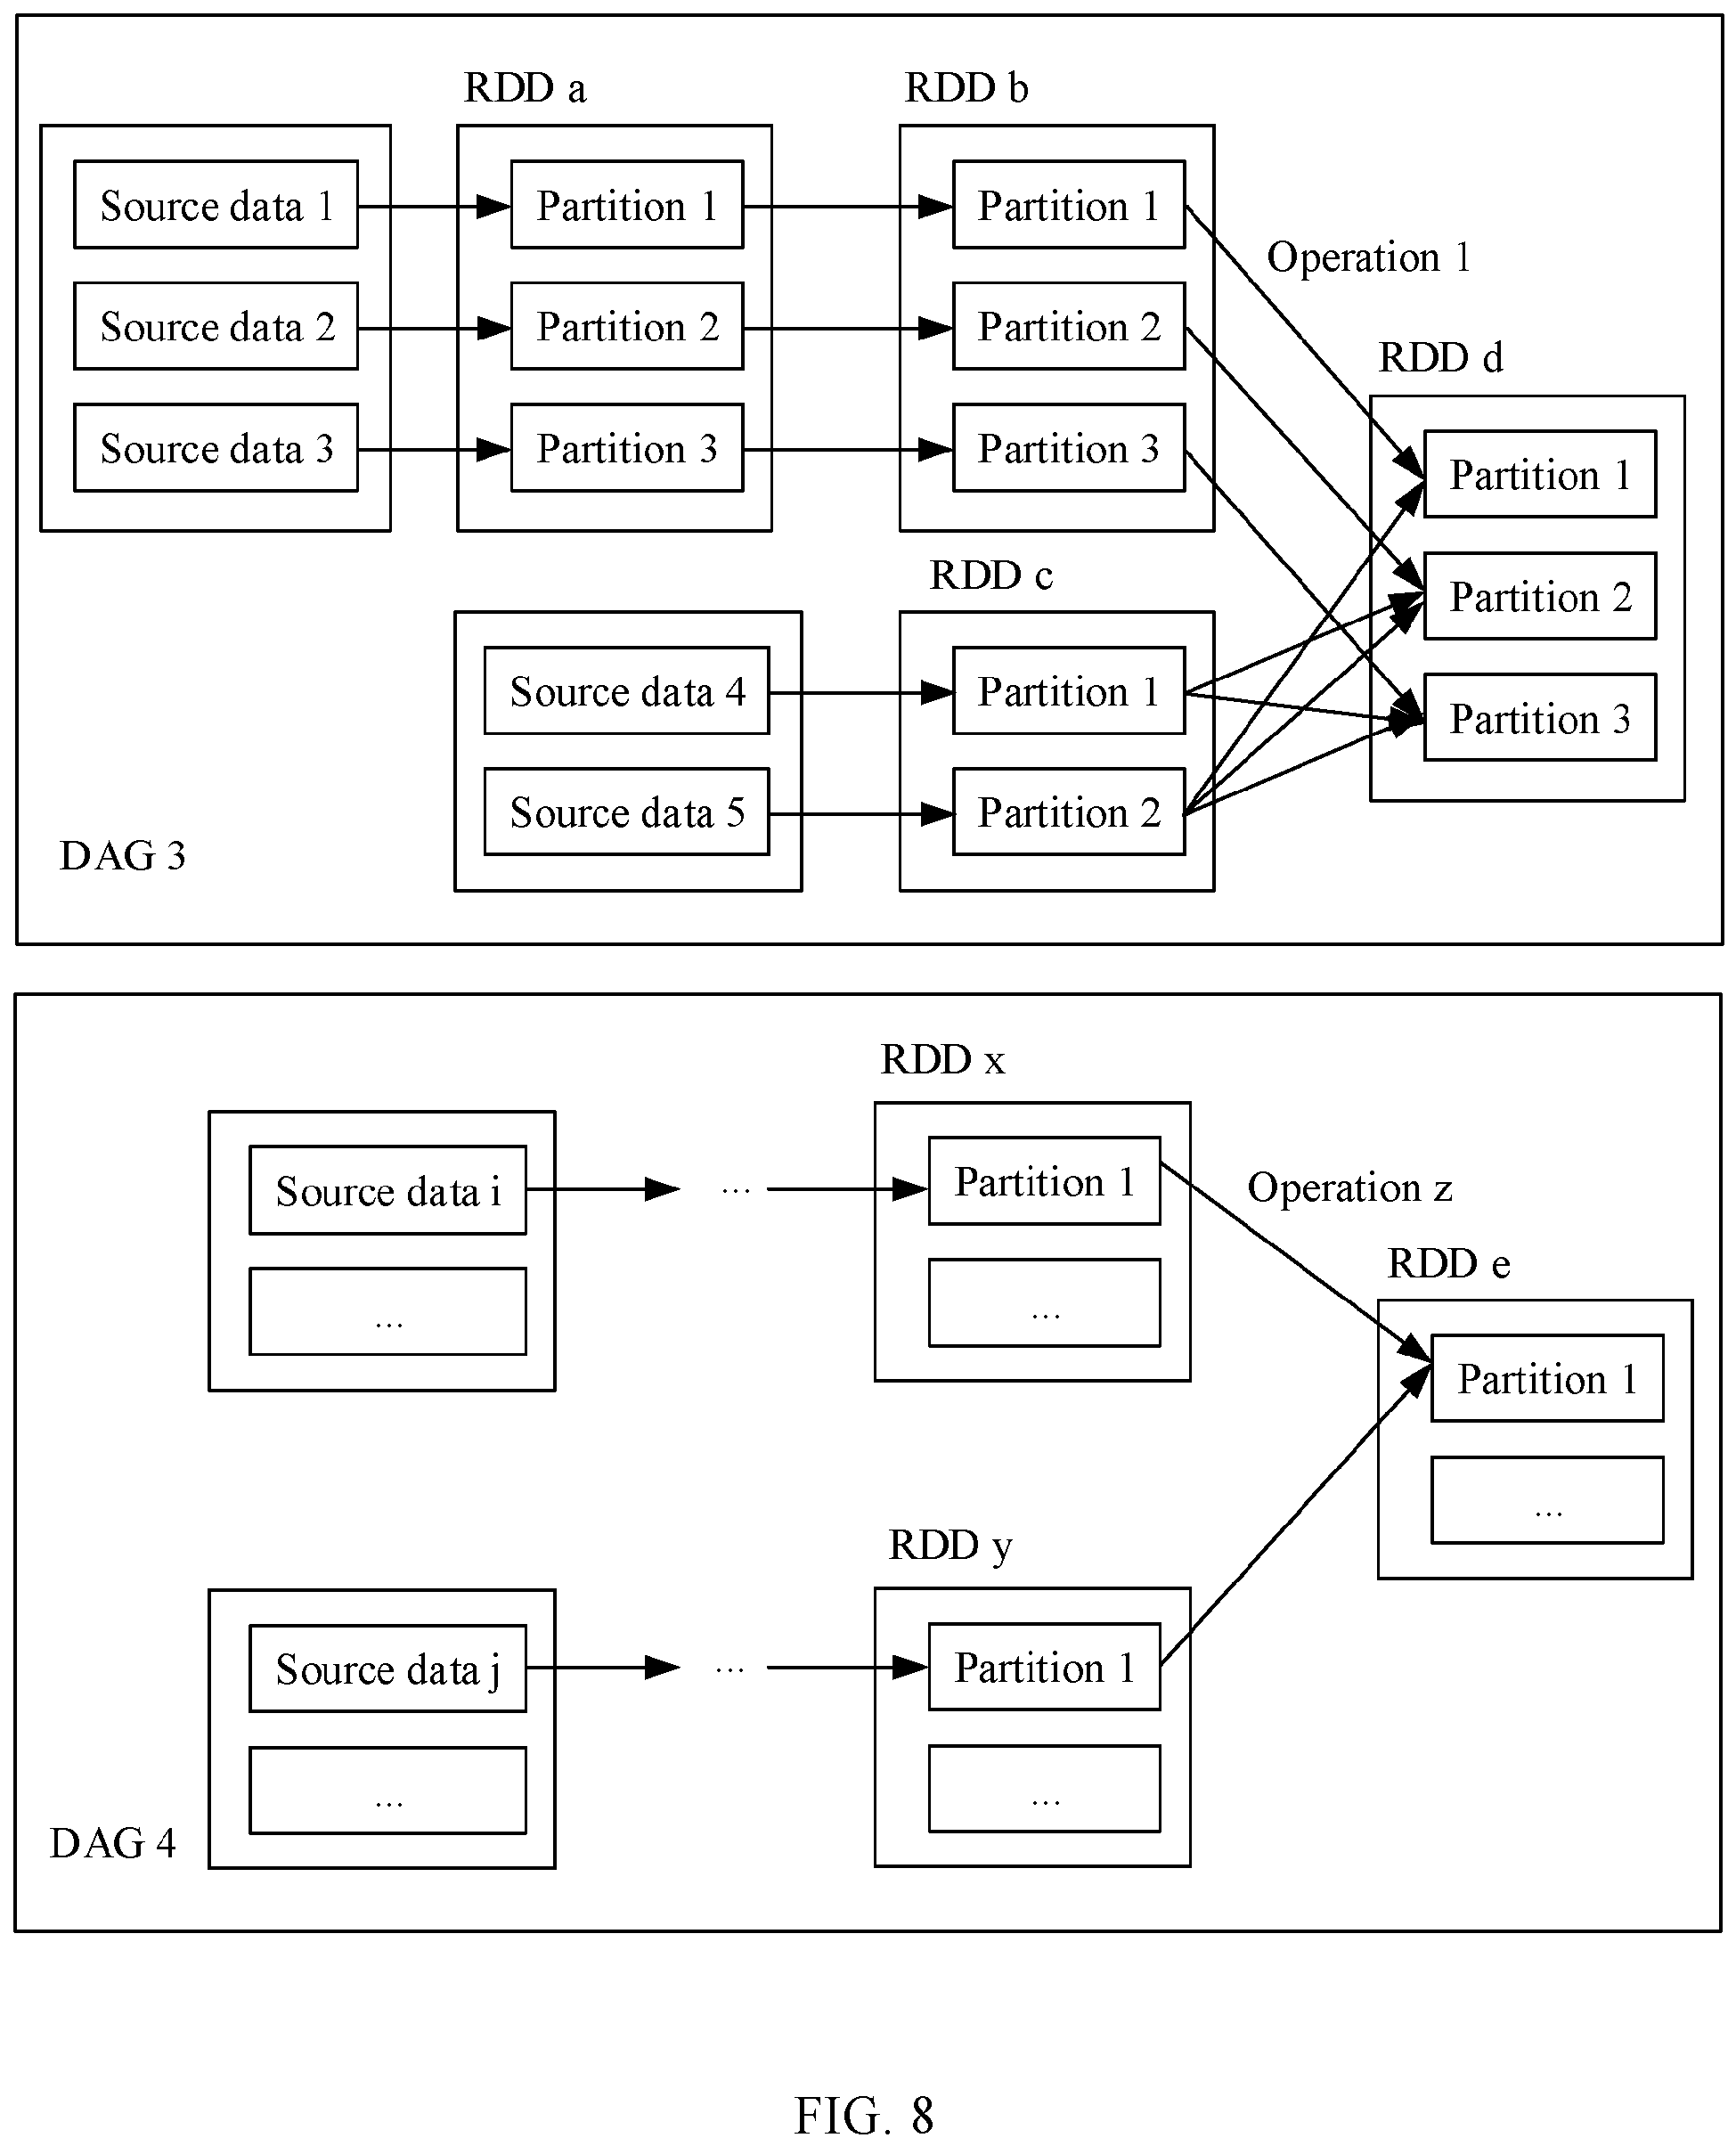 RDD a
RDD b
Source data 1
Partition 1
Partition 1
Operation 1
Source data 2
Partition 2
Partition 2
RDD d
Source data 3
Partition 3
Partition 3
Partition 1
RDD c
Partition 2
Source data 4
Partition 1
Partition 3
Source data 5
Partition 2
DAG 3
RDD x
Source data i
...
Partition 1
Operation z
RDD e
...
...
Partition 1
...
RDD y
Source data j
...
Partition 1
...
...
DAG 4
FIG. 8